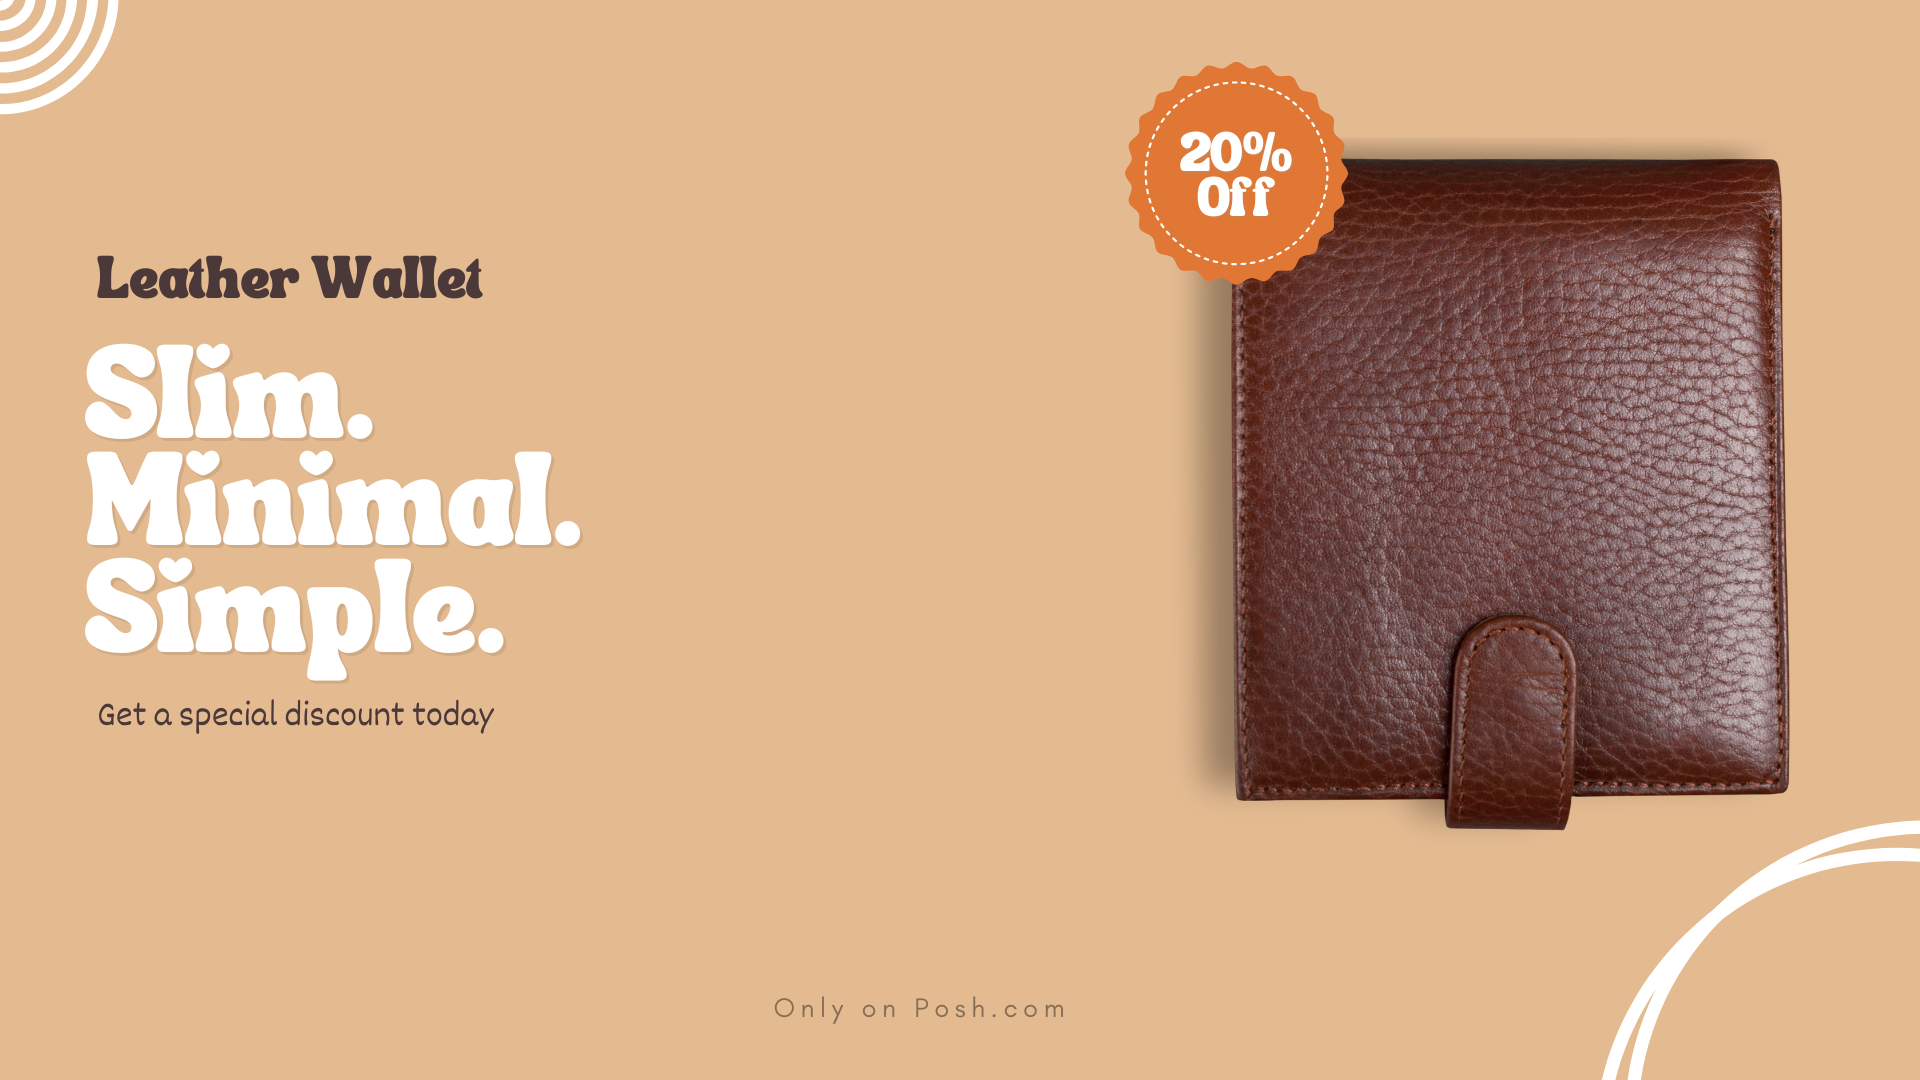 20%
Off
Leather Wallet
Slim.
Minimal.
Simple.
Get a special discount today
Only on Posh.com